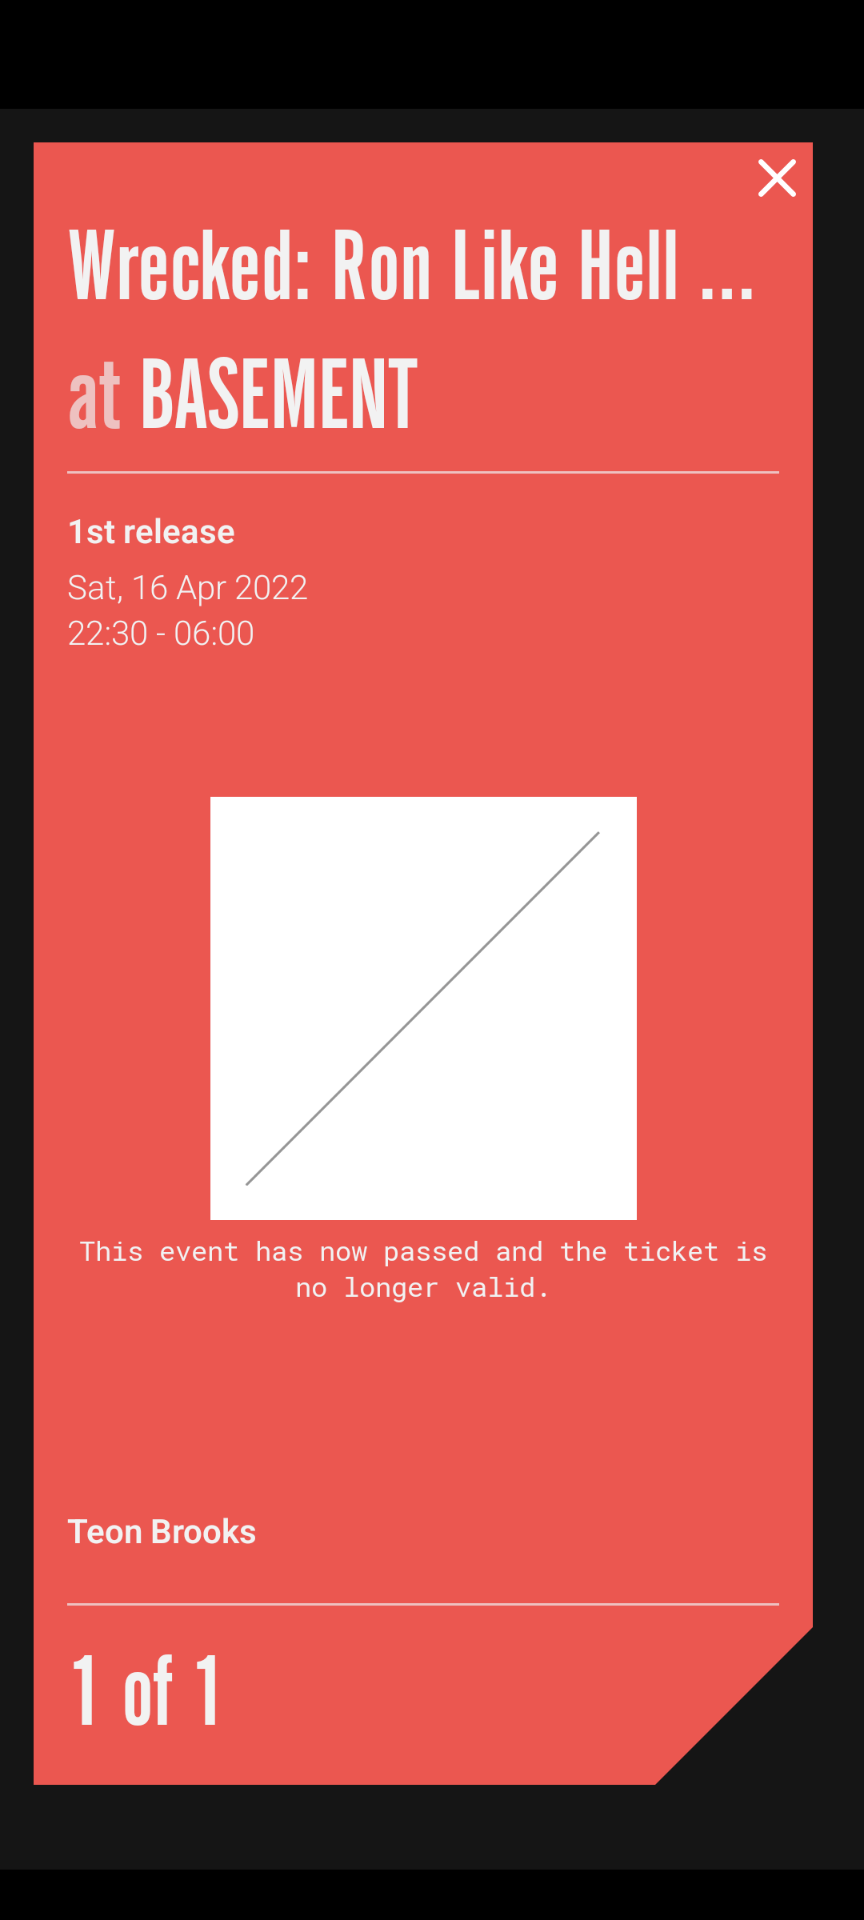 Wrecked: Ron Like Hell ...
at BASEMENT
1st release
Sat, 16 Apr 2022
22:30 - 06:00
This event has now passed and the ticket is
no longer valid.
Teon Brooks
1 of 1